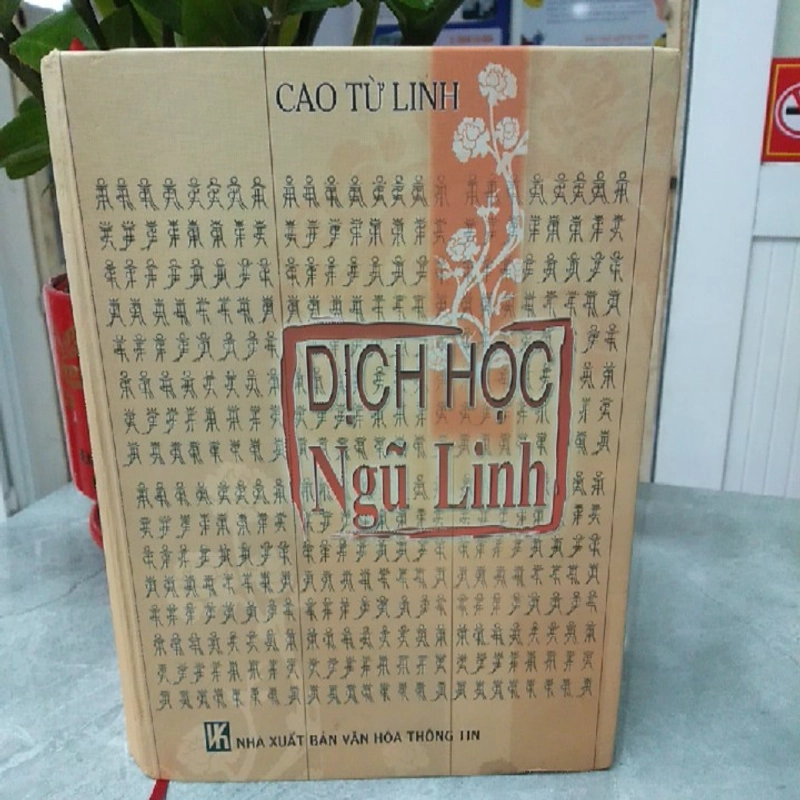 CAO TỪ LINH
DỊCH HỌC
Ngũ Linh
NHÀ XUẤT BẢN VĂN HÓA THÔNG TIN